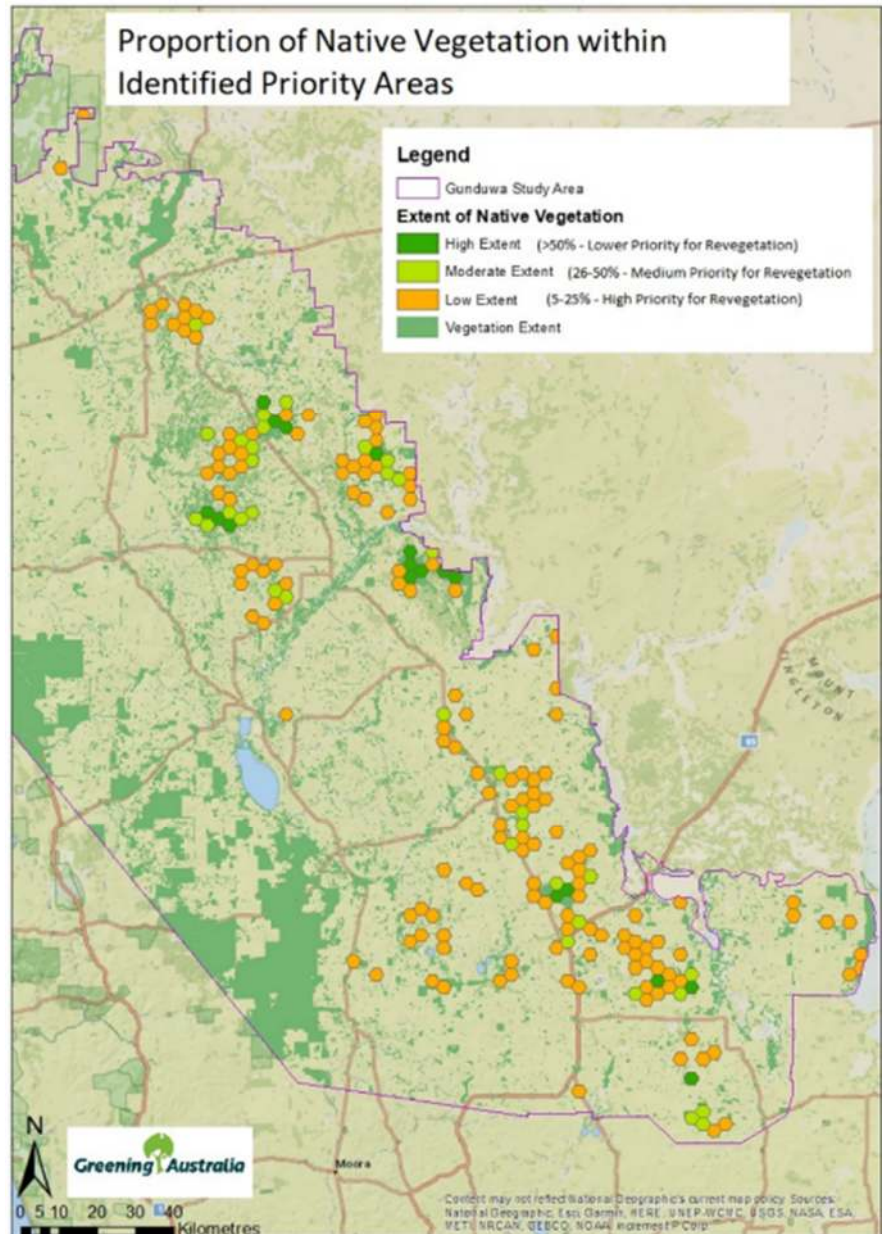 Proportion of Native Vegetation within
Identified Priority Areas
Legend
Gunduwa Study Area
Extent of Native Vegetation
High Extent (>50% - Lower Priority for Revegetation)
Moderate Extent (26-50% - Medium Priority for Revegetation
Low Extent (5-25% - High Priority for Revegetation)
Vegetation Extent
MOUNT
SINGLETON
95
N
Greening Australia
Moora
0 5 10 20 30 40
Kilometres
Content may not reflect National Geographic's current map policy. Sources:
National Geographic, Esri, Garmin, HERE, UNEP-WCMC, USGS, NASA, ESA,
METI, NRCAN, GEBCO, NOAA, increment P Corp.